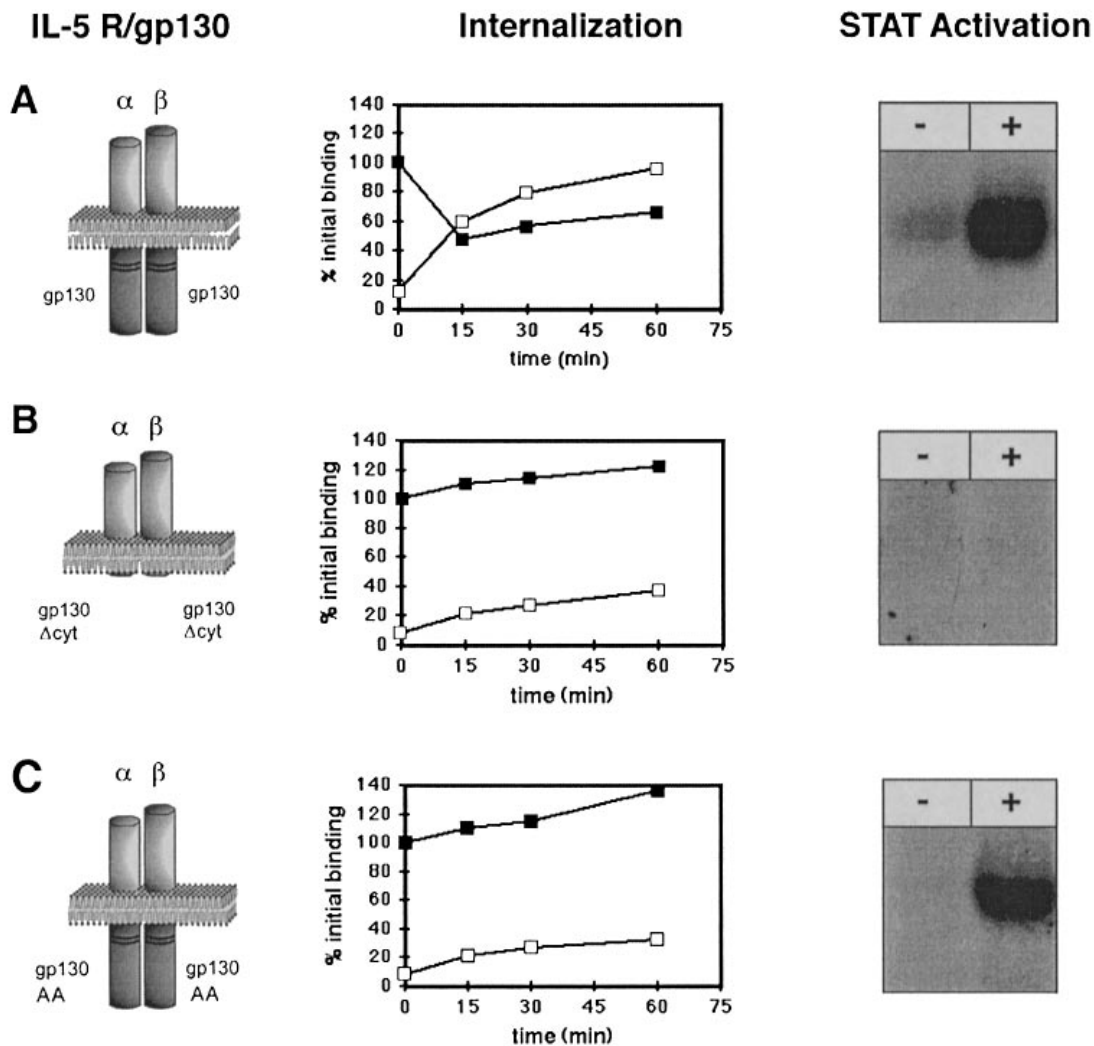 IL-5 R/gp130 Internalization STAT Activation
A
α β
gp130 gp130
% initial binding
140
120
100
80
60
40
20
0
0 15 30 45 60 75
time (min)
- +
B
α β
gp130 gp130
Δcyt Δcyt
% initial binding
140
120
100
80
60
40
20
0
0 15 30 45 60 75
time (min)
- +
C
α β
gp130 gp130
AA AA
% initial binding
140
120
100
80
60
40
20
0
0 15 30 45 60 75
time (min)
- +